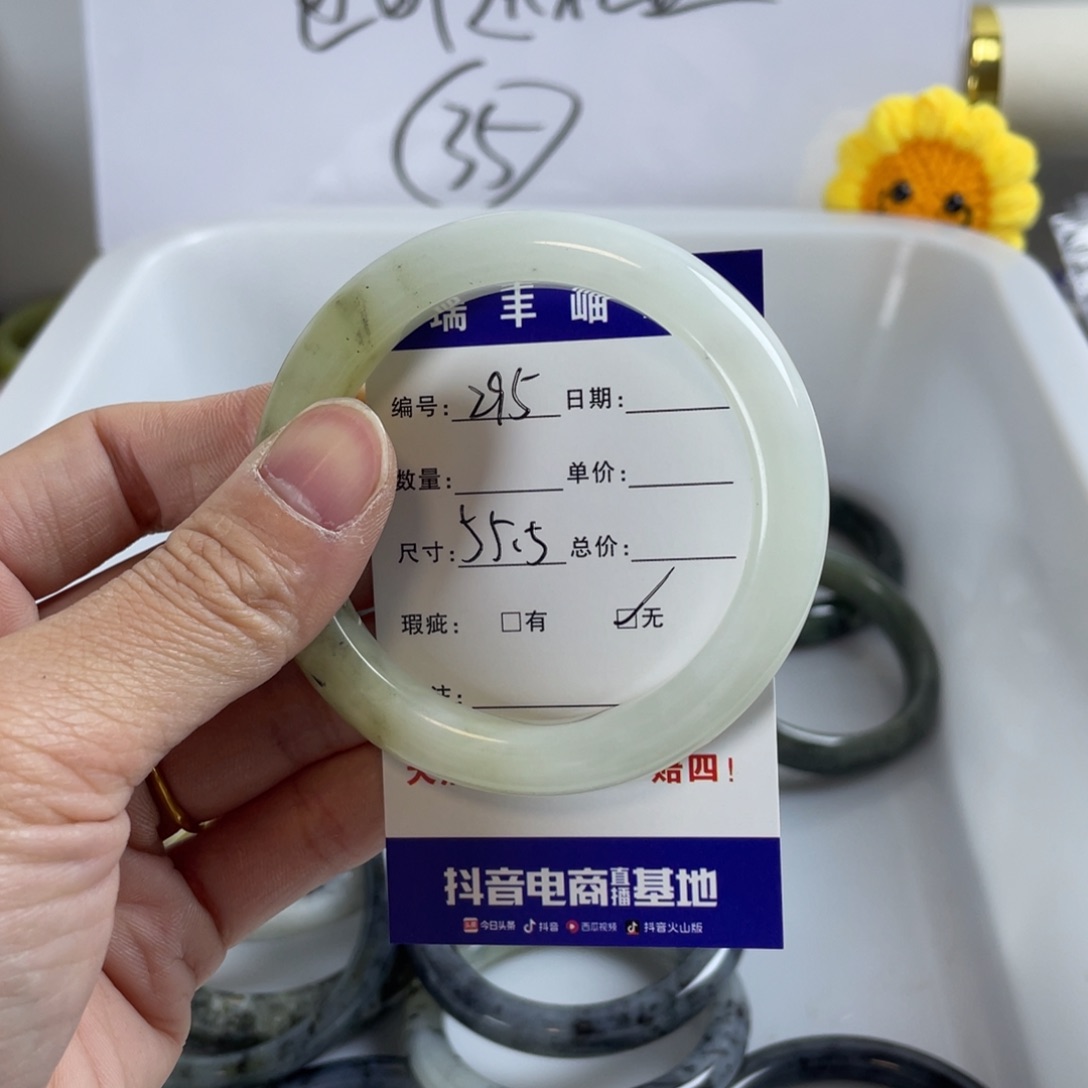 (35)
瑞丰岫
编号: 295 日期:
数量: 单价:
尺寸: 55.5 总价:
瑕疵: □有 ☑无
赔四!
抖音电商直播基地
今日头条 抖音 西瓜视频 抖音火山版